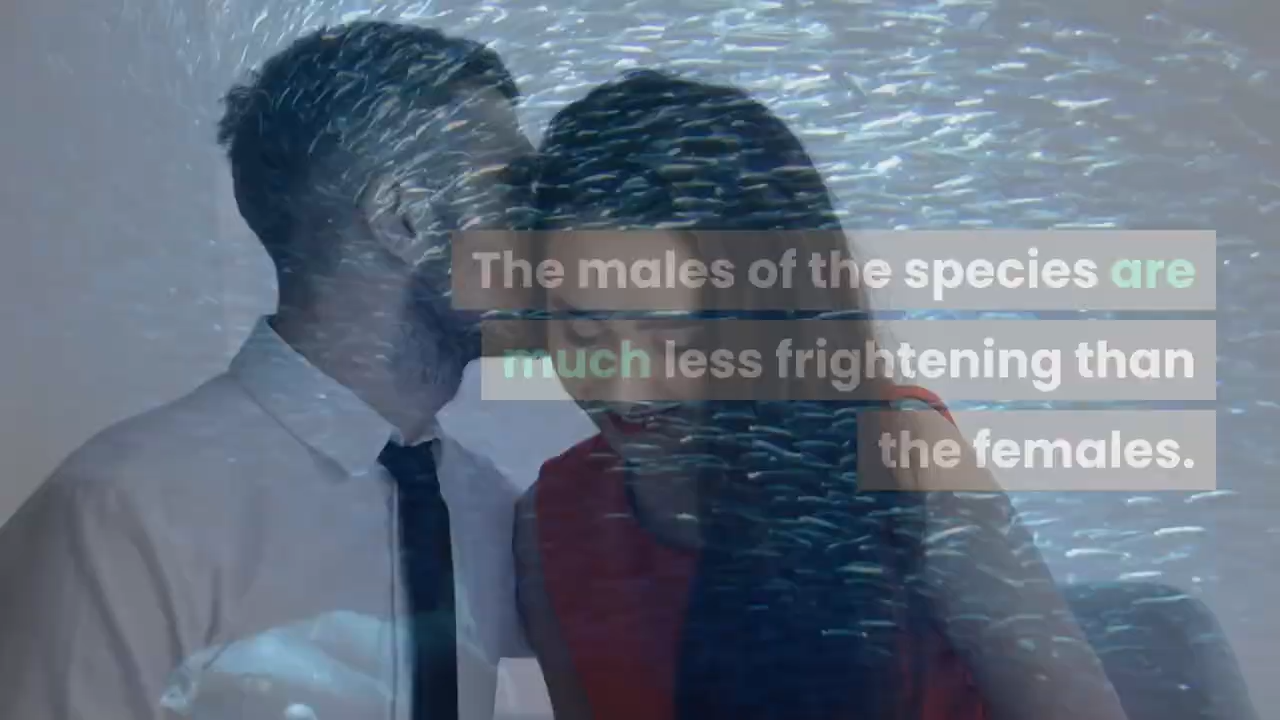 The males of the species are
much less frightening than
the females.